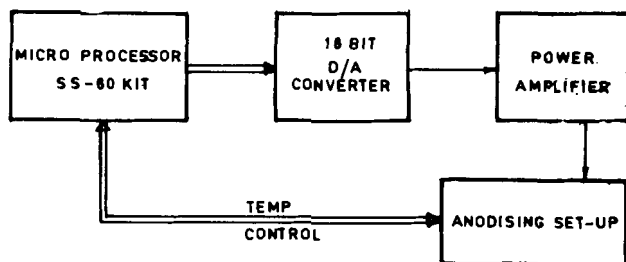 MICRO PROCESSOR
SS-60 KIT
16 BIT
D/A
CONVERTER
POWER
AMPLIFIER
TEMP
CONTROL
ANODISING SET-UP